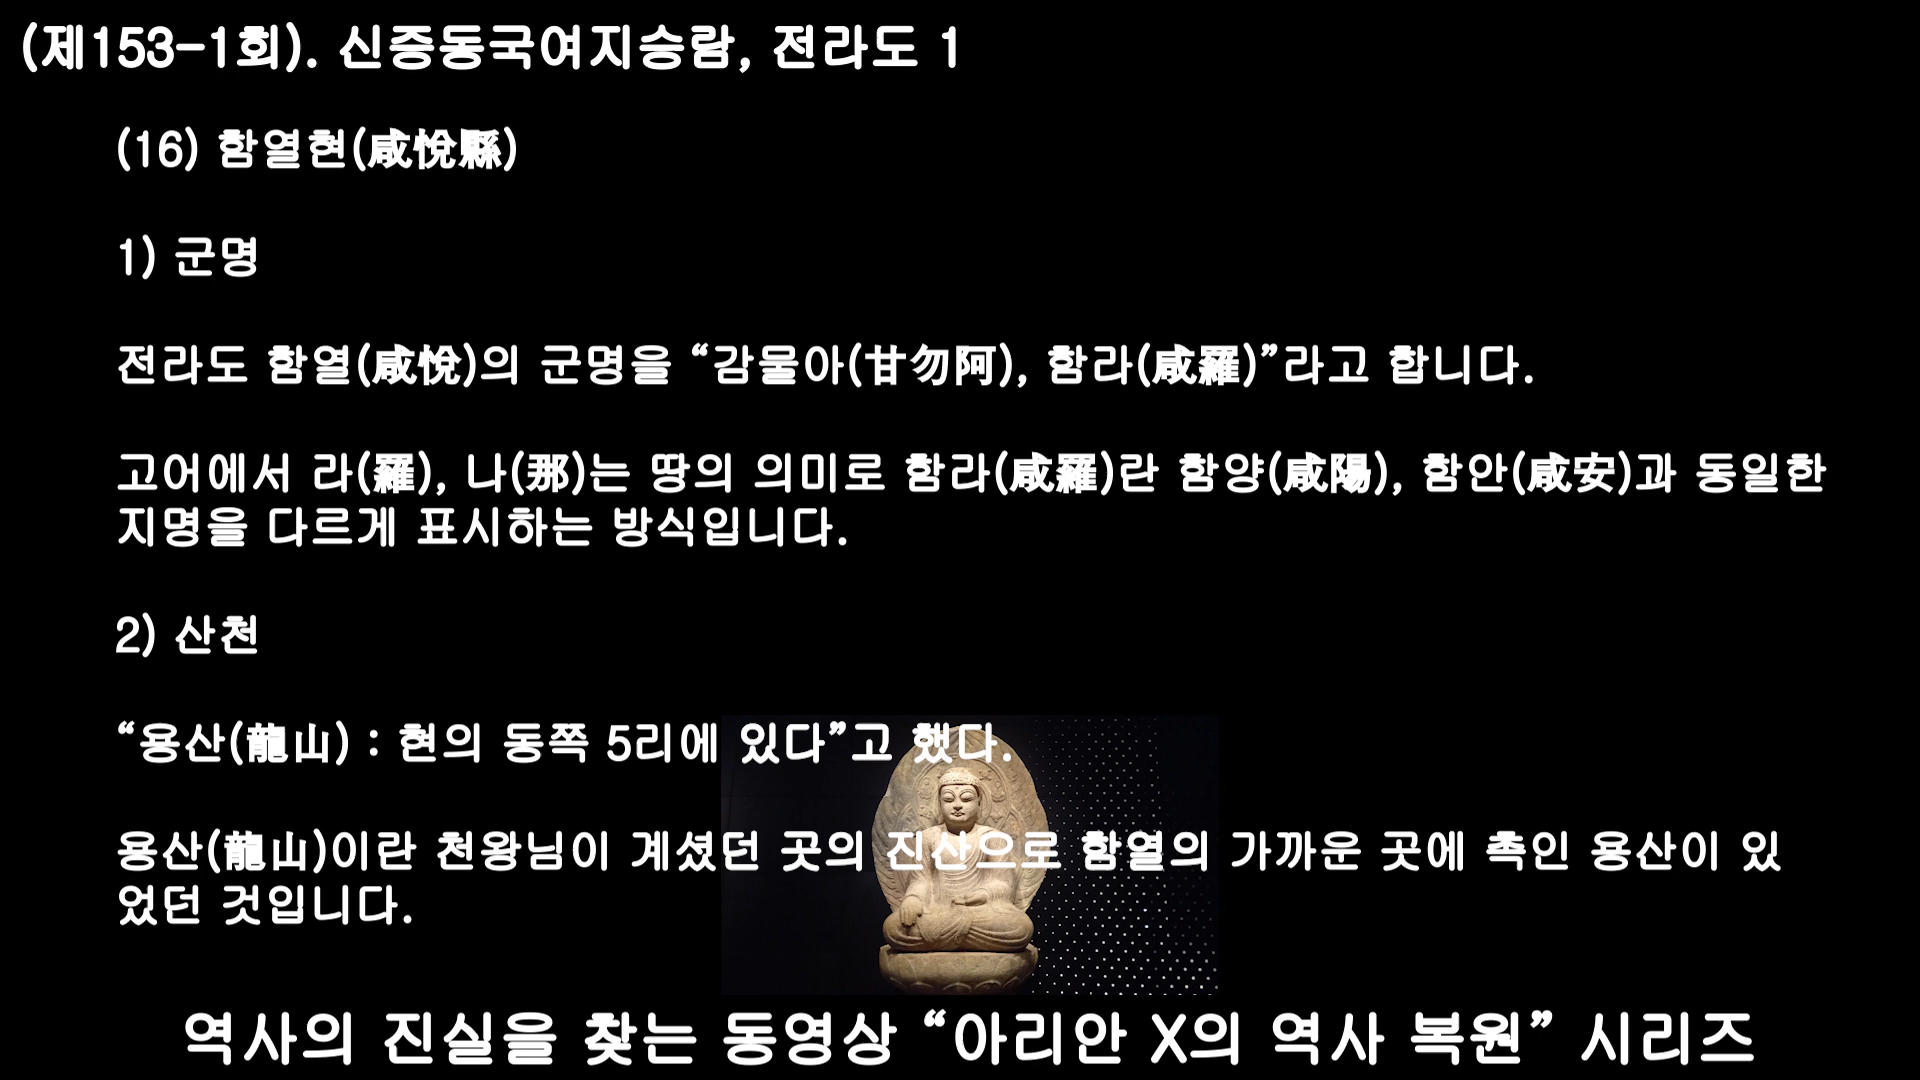 (제153-1회). 신증동국여지승람, 전라도 1
(16) 함열현(咸悅縣)
1) 군명
전라도 함열(咸悅)의 군명을 “감물아(甘勿阿), 함라(咸羅)”라고 합니다.
고어에서 라(羅), 나(那)는 땅의 의미로 함라(咸羅)란 함양(咸陽), 함안(咸安)과 동일한
지명을 다르게 표시하는 방식입니다.
2) 산천
“용산(龍山) : 현의 동쪽 5리에 있다”고 했다.
용산(龍山)이란 천왕님이 계셨던 곳의 진산으로 함열의 가까운 곳에 촉인 용산이 있
었던 것입니다.
역사의 진실을 찾는 동영상 “아리안 X의 역사 복원” 시리즈